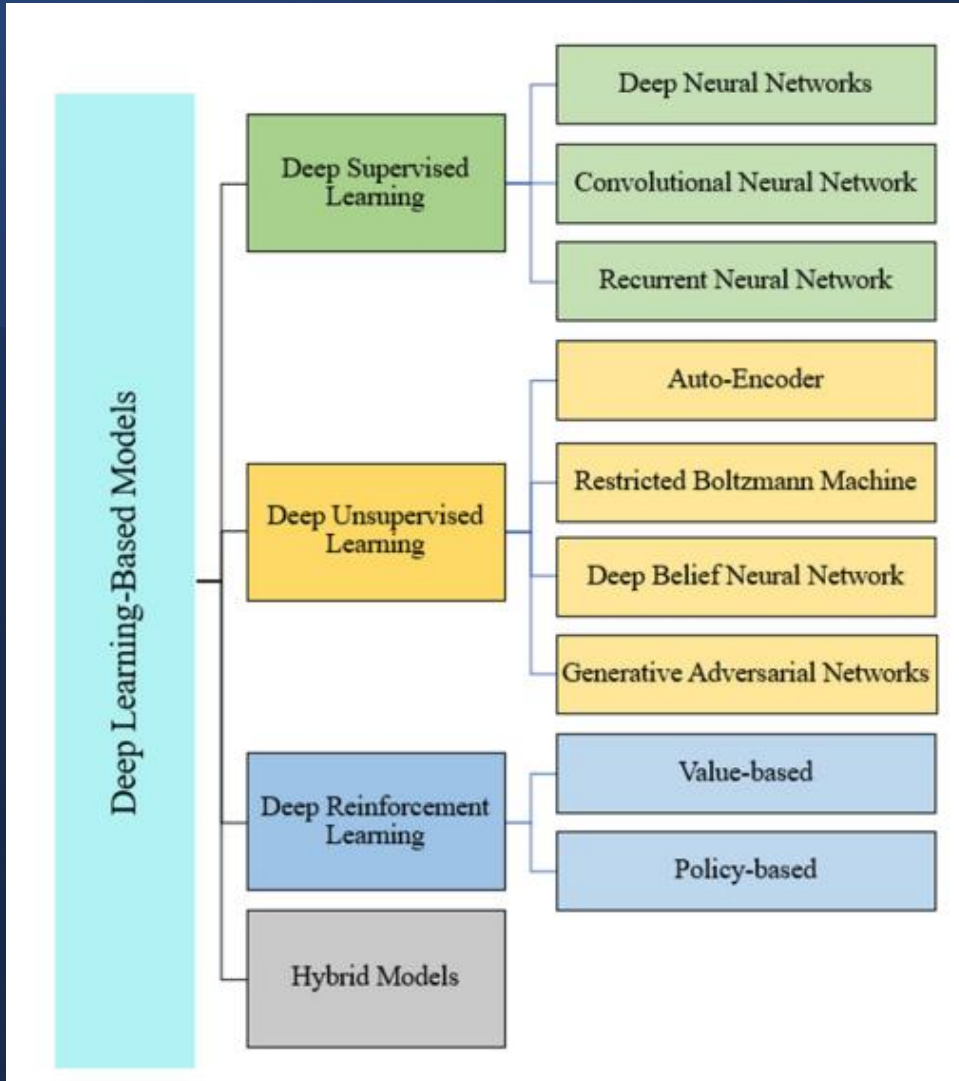 Deep Learning-Based Models
Deep Supervised
Learning
Deep Neural Networks
Convolutional Neural Network
Recurrent Neural Network
Deep Unsupervised
Learning
Auto-Encoder
Restricted Boltzmann Machine
Deep Belief Neural Network
Generative Adversarial Networks
Deep Reinforcement
Learning
Value-based
Policy-based
Hybrid Models